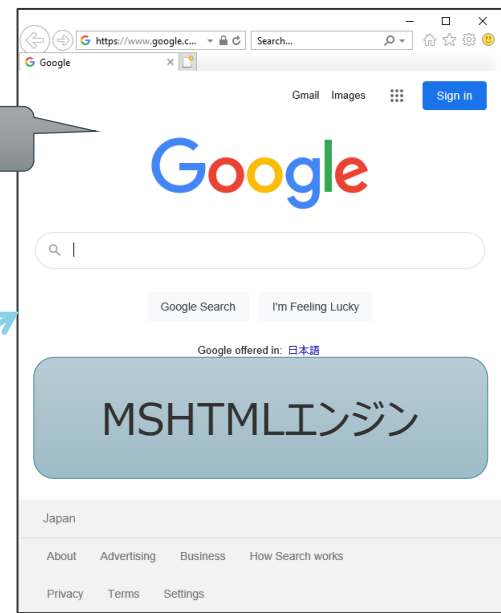 https://www.google.c...
Search...
Google
Gmail Images
Sign in
Google
Google Search
I'm Feeling Lucky
Google offered in: 日本語
MSHTMLエンジン
Japan
About Advertising Business How Search works
Privacy Terms Settings